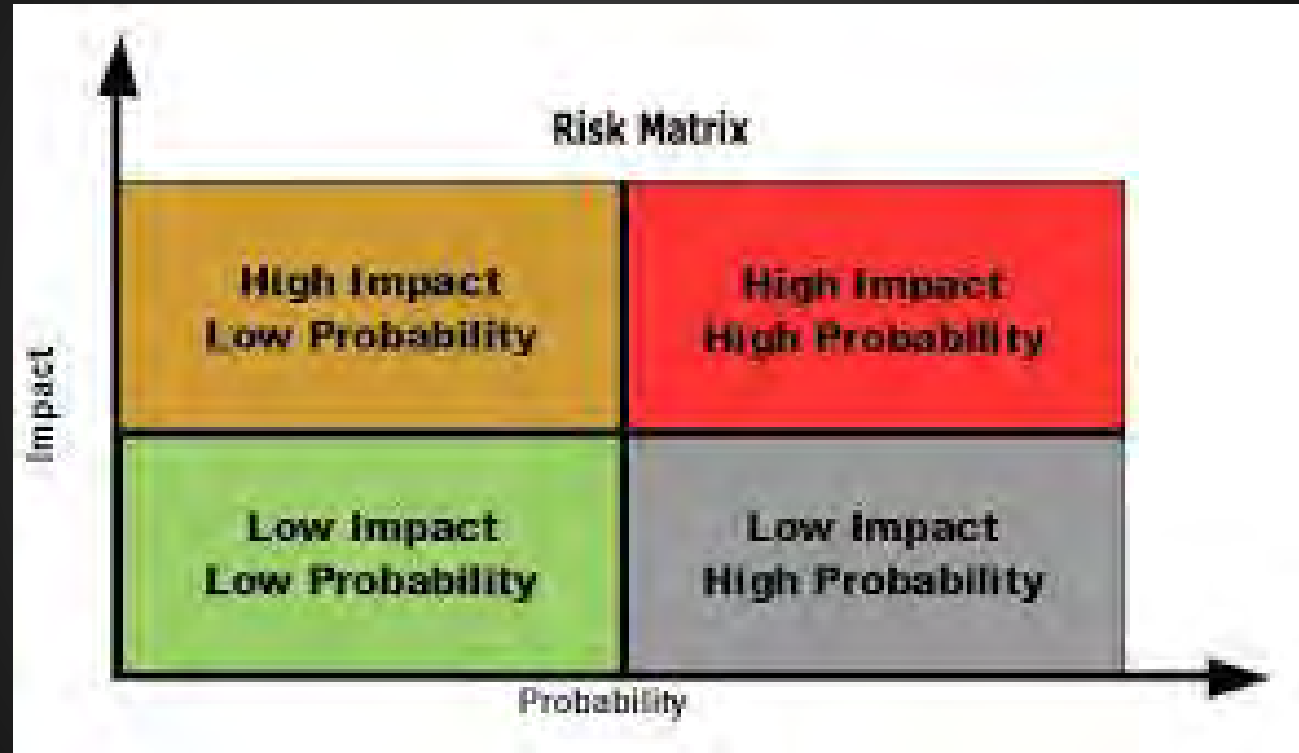 Risk Matrix
High Impact
Low Probability
High Impact
High Probability
Impact
Low Impact
Low Probability
Low Impact
High Probability
Probability